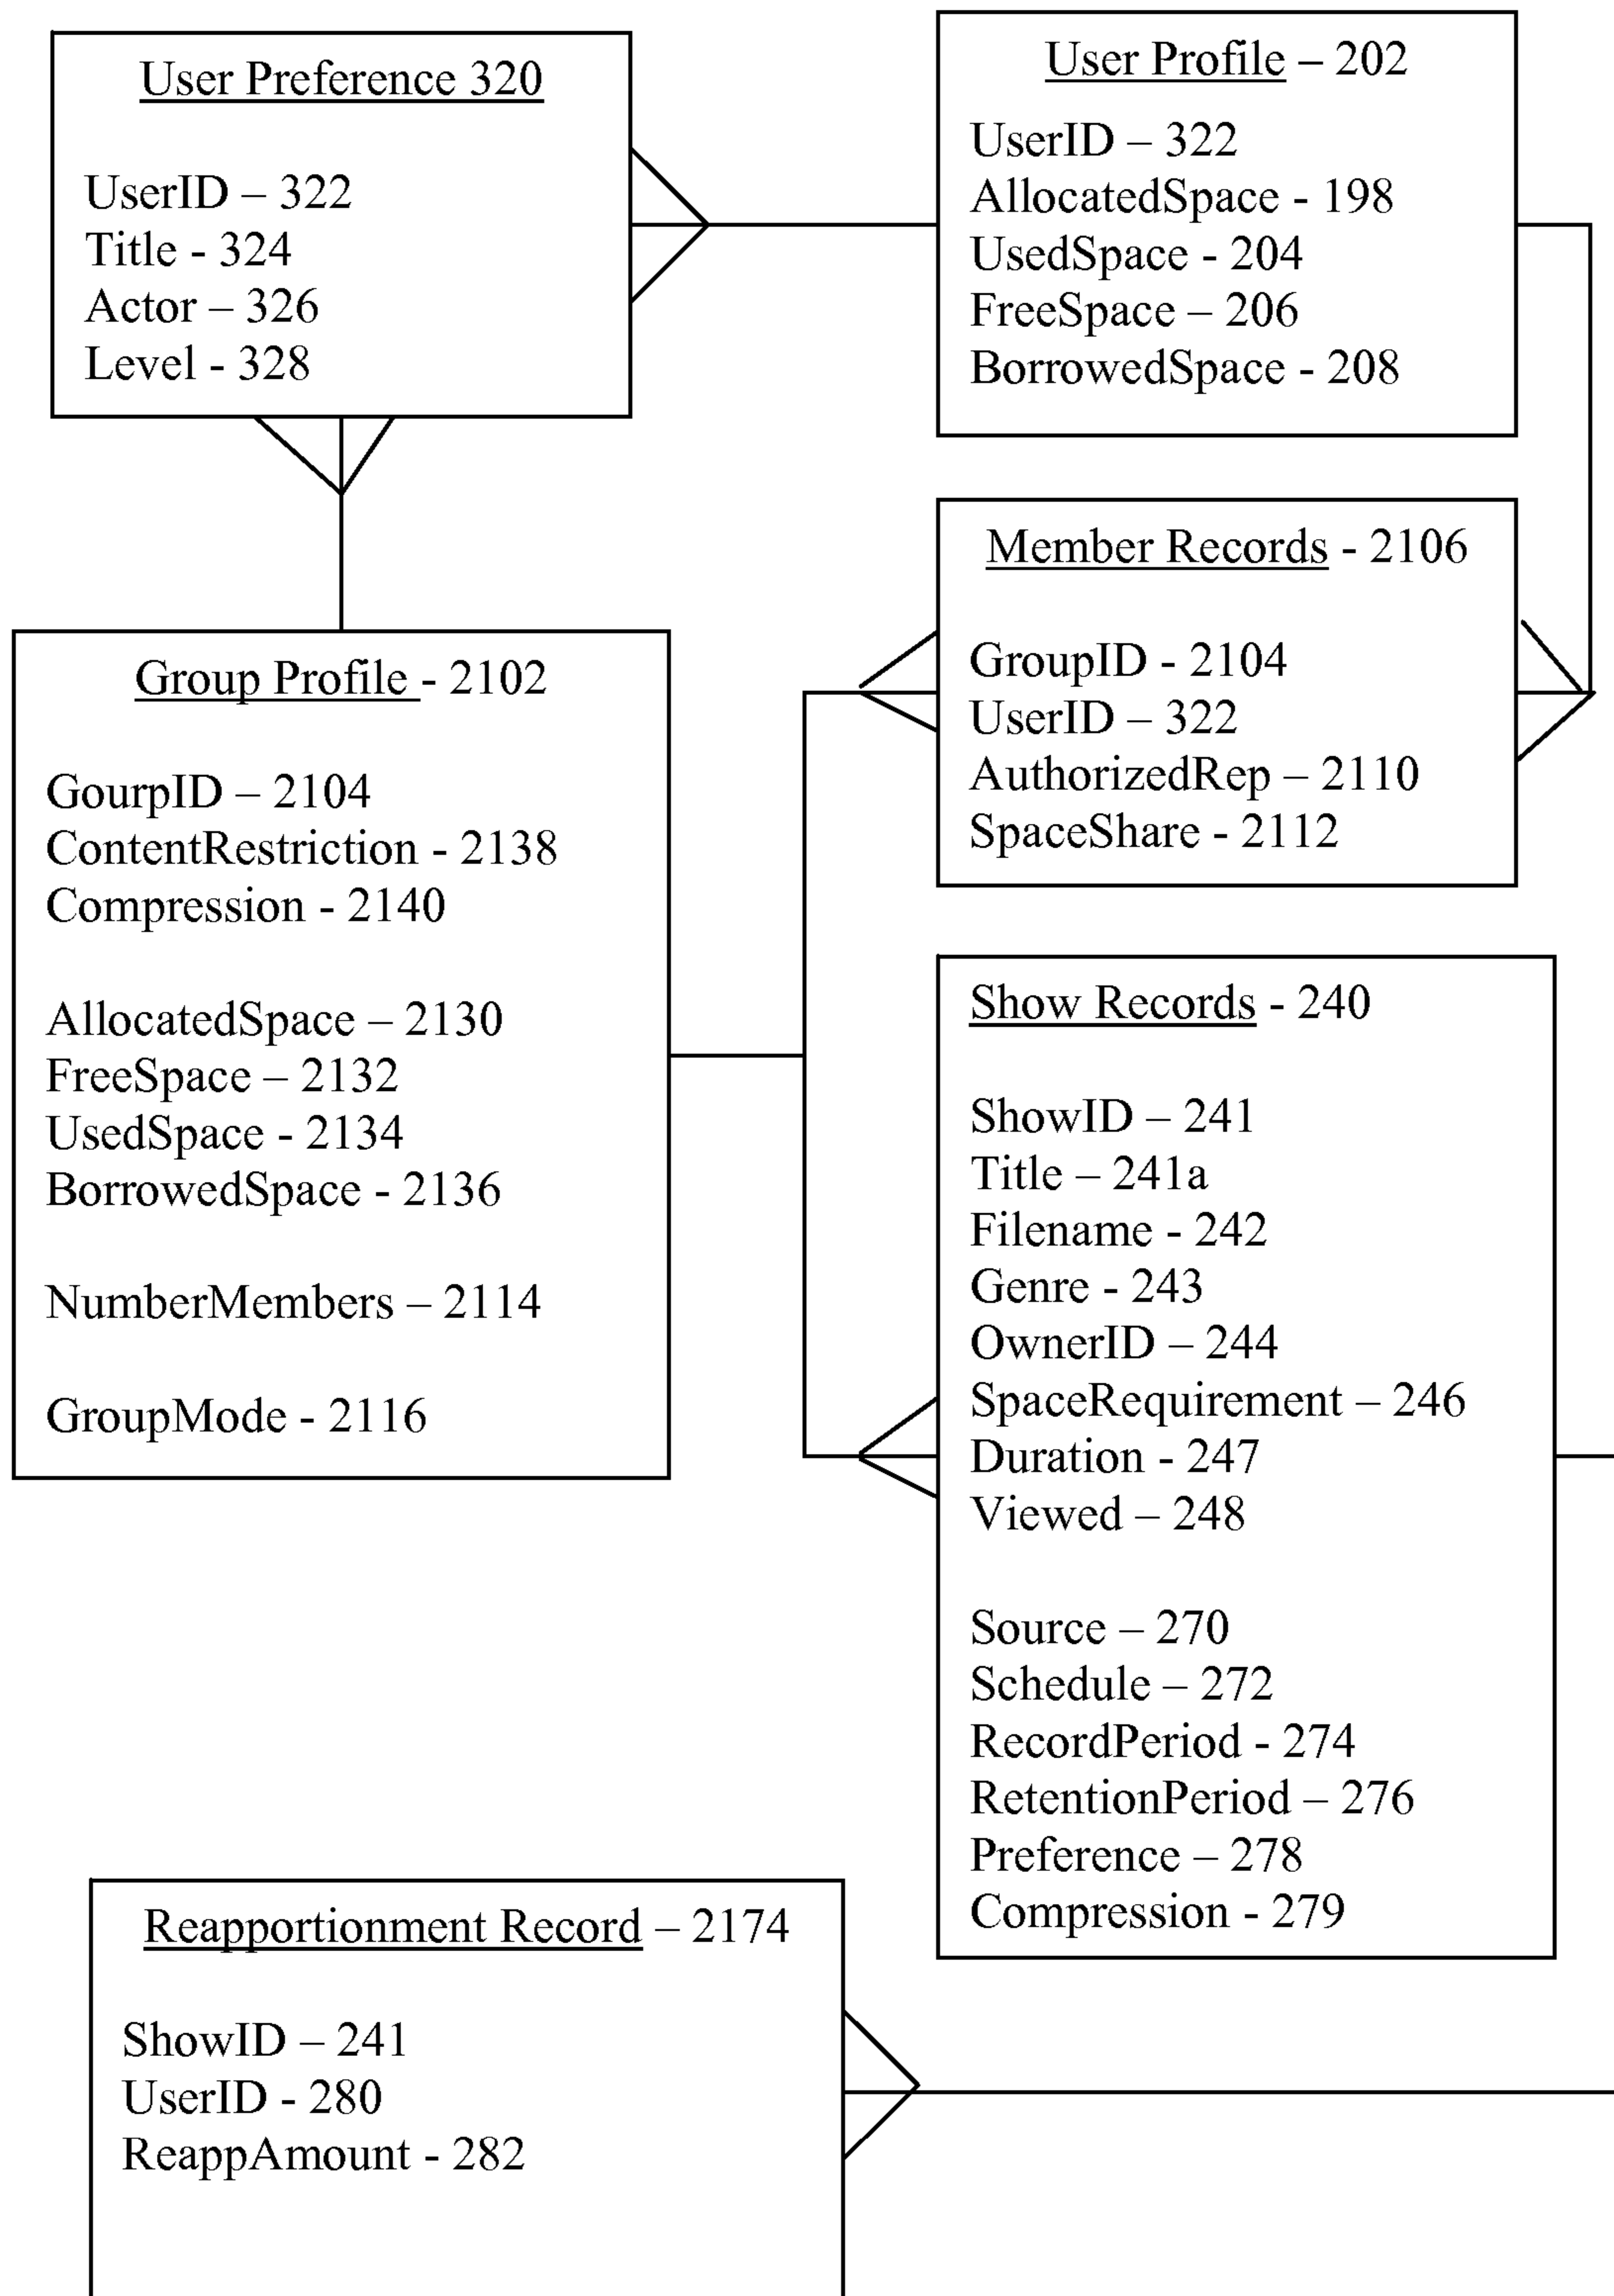 User Preference 320
UserID – 322
Title - 324
Actor – 326
Level - 328
User Profile – 202
UserID – 322
AllocatedSpace - 198
UsedSpace - 204
FreeSpace – 206
BorrowedSpace - 208
Member Records - 2106
GroupID - 2104
UserID – 322
AuthorizedRep – 2110
SpaceShare - 2112
Group Profile - 2102
GourpID – 2104
ContentRestriction - 2138
Compression - 2140
AllocatedSpace – 2130
FreeSpace – 2132
UsedSpace - 2134
BorrowedSpace - 2136
NumberMembers – 2114
GroupMode - 2116
Show Records - 240
ShowID – 241
Title – 241a
Filename - 242
Genre - 243
OwnerID – 244
SpaceRequirement – 246
Duration - 247
Viewed – 248
Source – 270
Schedule – 272
RecordPeriod - 274
RetentionPeriod – 276
Preference – 278
Compression - 279
Reapportionment Record – 2174
ShowID – 241
UserID - 280
ReappAmount - 282